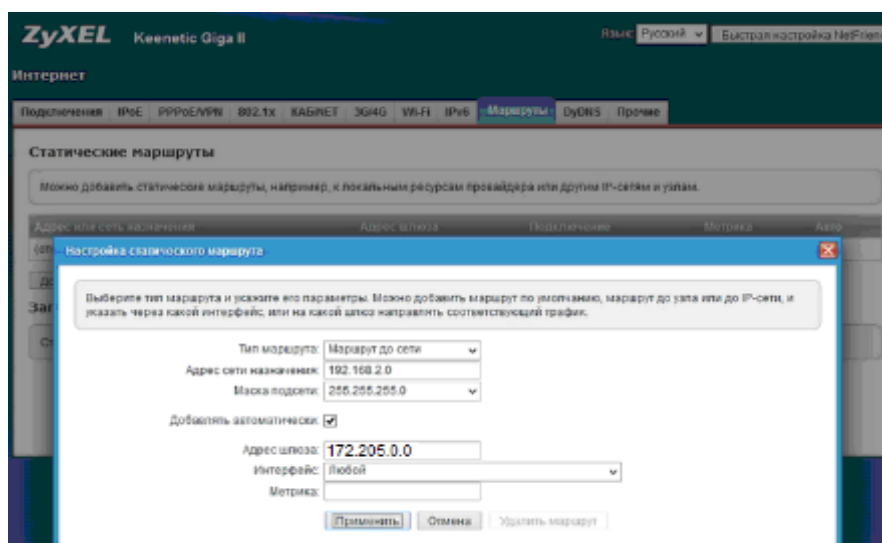 ZyXEL Keenetic Giga II Язык: Русский Быстрая настройка NetFriend
Интернет
Подключения IPoE PPPoE/VPN 802.1x КАБiNET 3G/4G Wi-Fi IPv6 Маршруты DyDNS Прочие
Статические маршруты
Можно добавить статические маршруты, например, к локальным ресурсам провайдера или другим IP-сетям и узлам.
Адрес или сеть назначения Адрес шлюза Подключение Метрика Авто
Настройка статического маршрута
Выберите тип маршрута и укажите его параметры. Можно добавить маршрут по умолчанию, маршрут до узла или до IP-сети, и
указать через какой интерфейс, или на какой шлюз направлять соответствующий трафик.
Тип маршрута: Маршрут до сети
Адрес сети назначения: 192.168.2.0
Маска подсети: 255.255.255.0
Добавлять автоматически:
Адрес шлюза: 172.205.0.0
Интерфейс: Любой
Метрика:
Применить Отмена Удалить маршрут